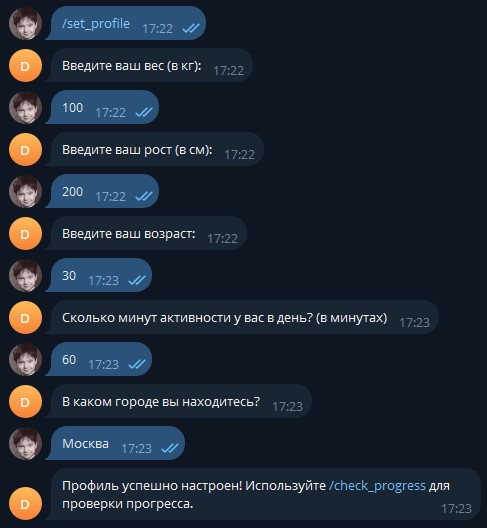 /set_profile 17:22
D
Введите ваш вес (в кг): 17:22
100 17:22
D
Введите ваш рост (в см): 17:22
200 17:22
D
Введите ваш возраст: 17:22
30 17:23
D
Сколько минут активности у вас в день? (в минутах) 17:23
60 17:23
D
В каком городе вы находитесь? 17:23
Москва 17:23
Профиль успешно настроен! Используйте /check_progress для
D
проверки прогресса. 17:23